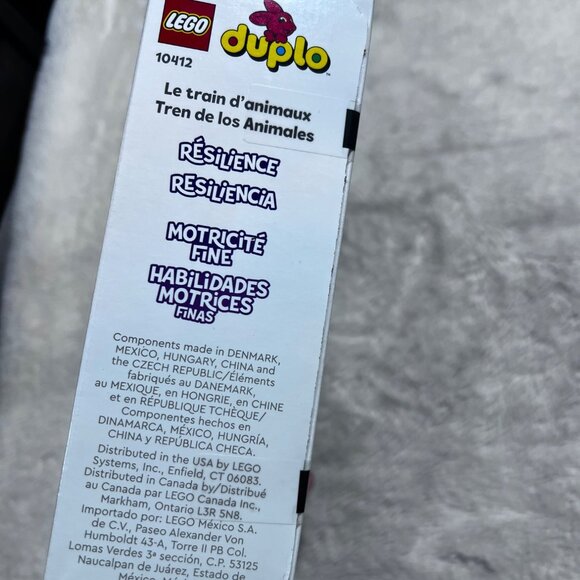 LEGO
duplo
10412
Le train d'animaux
Tren de los Animales
RÉSiLiENCE
RESiLiENCiA
MOTRiCiTÉ
FiNE
HABiLiDADES
MOTRiCES
FiNAS
Components made in DENMARK,
MEXICO, HUNGARY, CHINA and
the CZECH REPUBLIC/Éléments
fabriqués au DANEMARK,
au MEXIQUE, en HONGRIE, en CHINE
et en RÉPUBLIQUE TCHÈQUE/
Componentes hechos en
DINAMARCA, MÉXICO, HUNGRÍA,
CHINA y REPÚBLICA CHECA.
Distributed in the USA by LEGO
Systems, Inc., Enfield, CT 06083.
Distributed in Canada by/Distribué
au Canada par LEGO Canada Inc.,
Markham, Ontario L3R 5N8.
Importado por: LEGO México S.A.
de C.V., Paseo Alexander Von
Humboldt 43-A, Torre II PB Col.
Lomas Verdes 3ª sección, C.P. 53125
Naucalpan de Juárez, Estado de